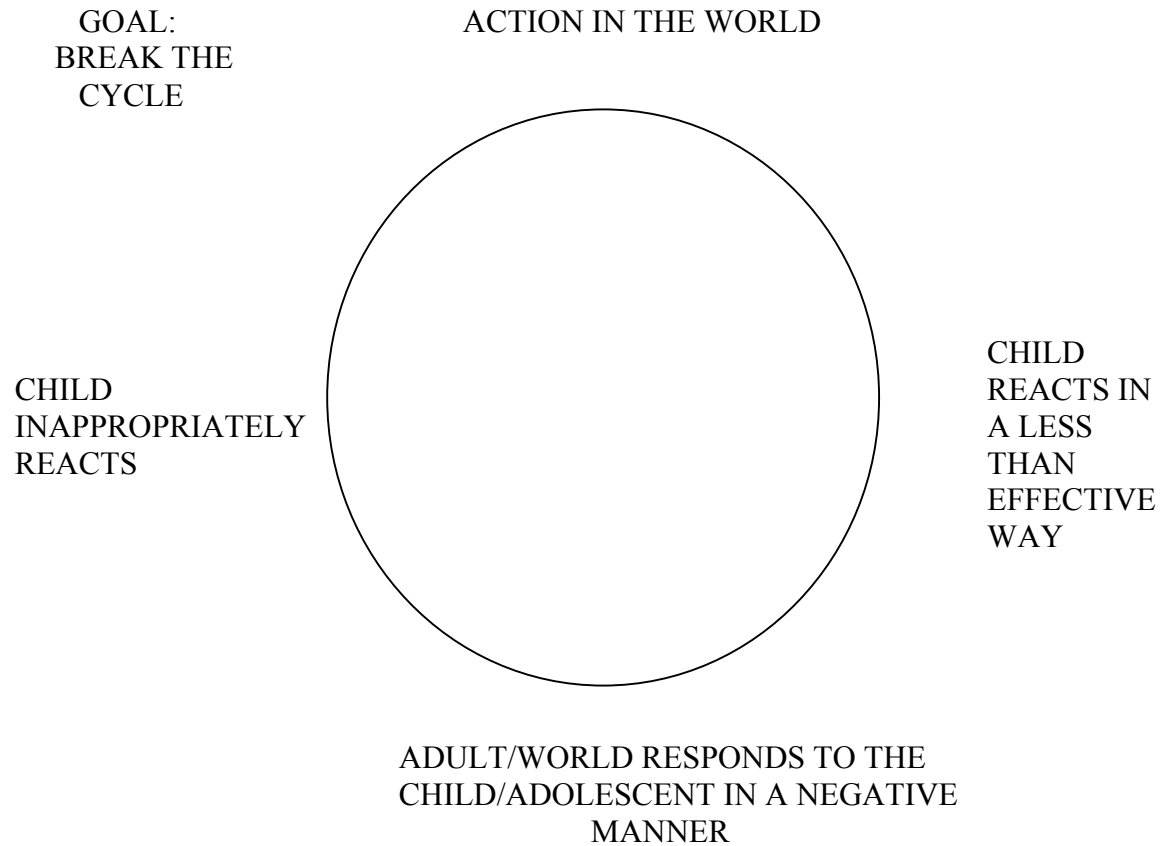 GOAL:
BREAK THE
CYCLE
ACTION IN THE WORLD
CHILD
INAPPROPRIATELY
REACTS
CHILD
REACTS IN
A LESS
THAN
EFFECTIVE
WAY
ADULT/WORLD RESPONDS TO THE
CHILD/ADOLESCENT IN A NEGATIVE
MANNER